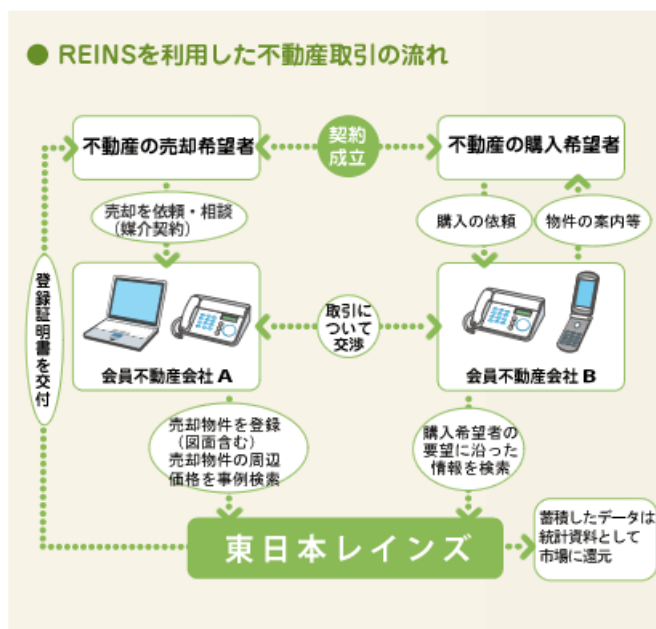 ● REINSを利用した不動産取引の流れ
不動産の売却希望者
契約
成立
不動産の購入希望者
売却を依頼・相談
（媒介契約）
購入の依頼
物件の案内等
登録証明書を交付
会員不動産会社 A
取引に
ついて
交渉
会員不動産会社 B
売却物件を登録
（図面含む）
売却物件の周辺
価格を事例検索
購入希望者の
要望に沿った
情報を検索
東日本レインズ
蓄積したデータは
統計資料として
市場に還元